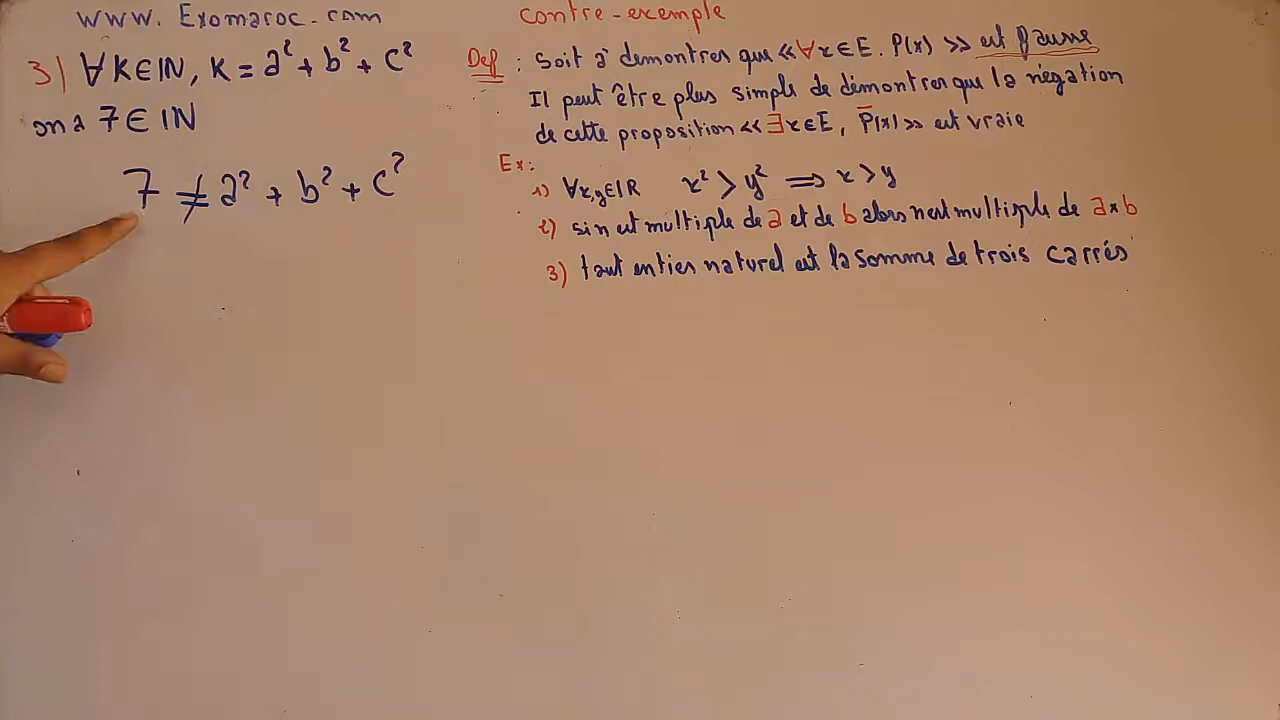 www. Exomaroc.com
3) ∀K∈IN, K = a² + b² + c²
on a 7 ∈ IN
7 ≠ a² + b² + c²
contre-exemple
Def : Soit à demontrer que << ∀x∈E. P(x) >> est fausse
Il peut être plus simple de démontrer que la négation
de cette proposition << ∃x∈E, P̄(x) >> est vraie
Ex:
1) ∀x,y∈IR x² > y² ⟹ x > y
2) si n est multiple de a et de b alors n est multiple de a×b
3) tout entier naturel est la somme de trois carrés